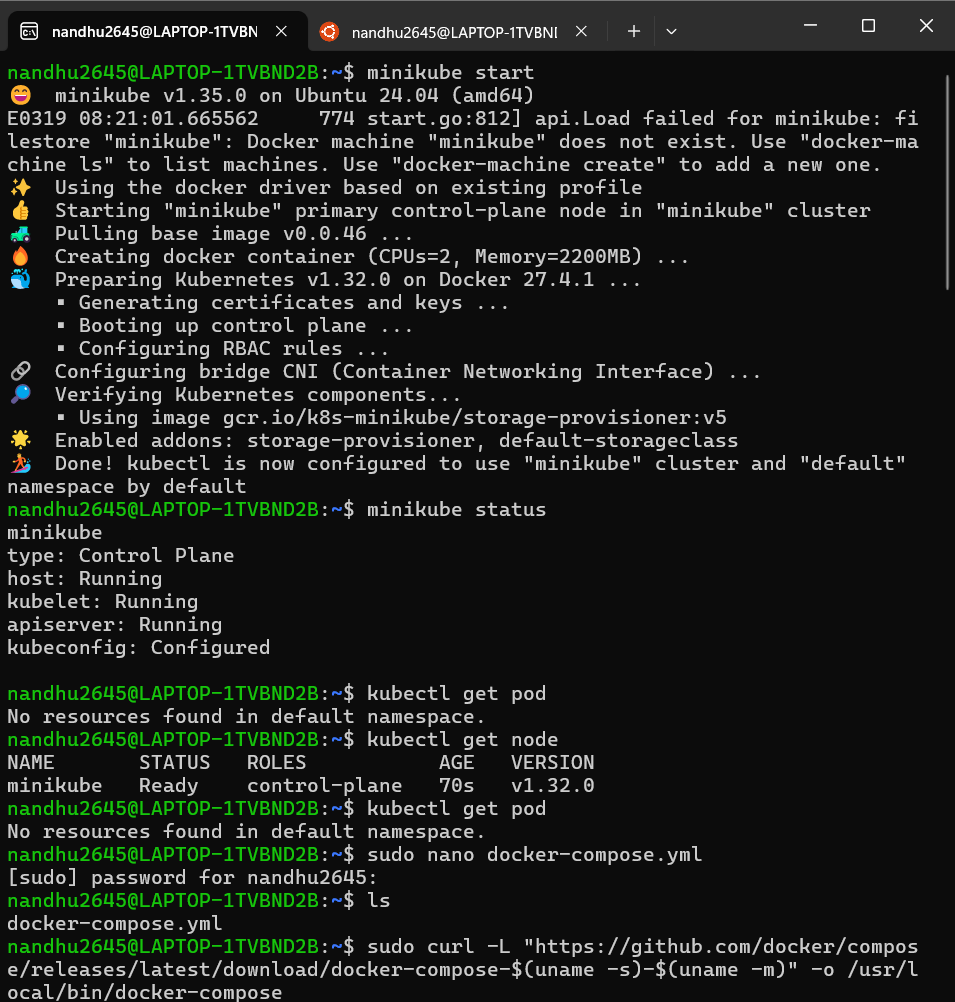 nandhu2645@LAPTOP-1TVBN
nandhu2645@LAPTOP-1TVBNI
nandhu2645@LAPTOP-1TVBND2B:~$ minikube start
😄  minikube v1.35.0 on Ubuntu 24.04 (amd64)
E0319 08:21:01.665562     774 start.go:812] api.Load failed for minikube: fi
lestore "minikube": Docker machine "minikube" does not exist. Use "docker-ma
chine ls" to list machines. Use "docker-machine create" to add a new one.
✨  Using the docker driver based on existing profile
👍  Starting "minikube" primary control-plane node in "minikube" cluster
🚜  Pulling base image v0.0.46 ...
🔥  Creating docker container (CPUs=2, Memory=2200MB) ...
🐳  Preparing Kubernetes v1.32.0 on Docker 27.4.1 ...
    ▪ Generating certificates and keys ...
    ▪ Booting up control plane ...
    ▪ Configuring RBAC rules ...
🔗  Configuring bridge CNI (Container Networking Interface) ...
🔎  Verifying Kubernetes components...
    ▪ Using image gcr.io/k8s-minikube/storage-provisioner:v5
🌟  Enabled addons: storage-provisioner, default-storageclass
🏄  Done! kubectl is now configured to use "minikube" cluster and "default"
namespace by default
nandhu2645@LAPTOP-1TVBND2B:~$ minikube status
minikube
type: Control Plane
host: Running
kubelet: Running
apiserver: Running
kubeconfig: Configured

nandhu2645@LAPTOP-1TVBND2B:~$ kubectl get pod
No resources found in default namespace.
nandhu2645@LAPTOP-1TVBND2B:~$ kubectl get node
NAME       STATUS   ROLES           AGE   VERSION
minikube   Ready    control-plane   70s   v1.32.0
nandhu2645@LAPTOP-1TVBND2B:~$ kubectl get pod
No resources found in default namespace.
nandhu2645@LAPTOP-1TVBND2B:~$ sudo nano docker-compose.yml
[sudo] password for nandhu2645:
nandhu2645@LAPTOP-1TVBND2B:~$ ls
docker-compose.yml
nandhu2645@LAPTOP-1TVBND2B:~$ sudo curl -L "https://github.com/docker/compos
e/releases/latest/download/docker-compose-$(uname -s)-$(uname -m)" -o /usr/l
ocal/bin/docker-compose